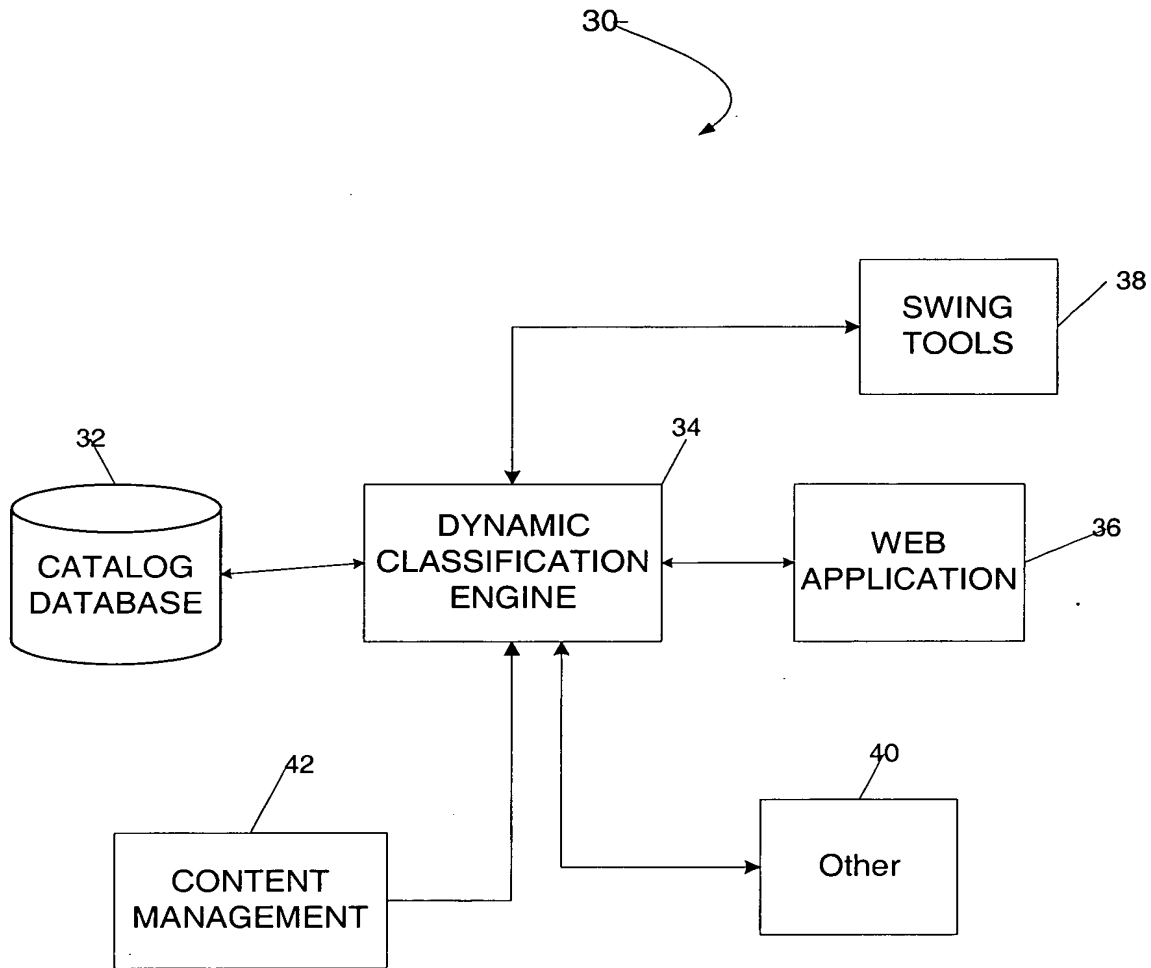 30
SWING
TOOLS
38
32
34
CATALOG
DATABASE
DYNAMIC
CLASSIFICATION
ENGINE
WEB
APPLICATION
36
42
40
CONTENT
MANAGEMENT
Other